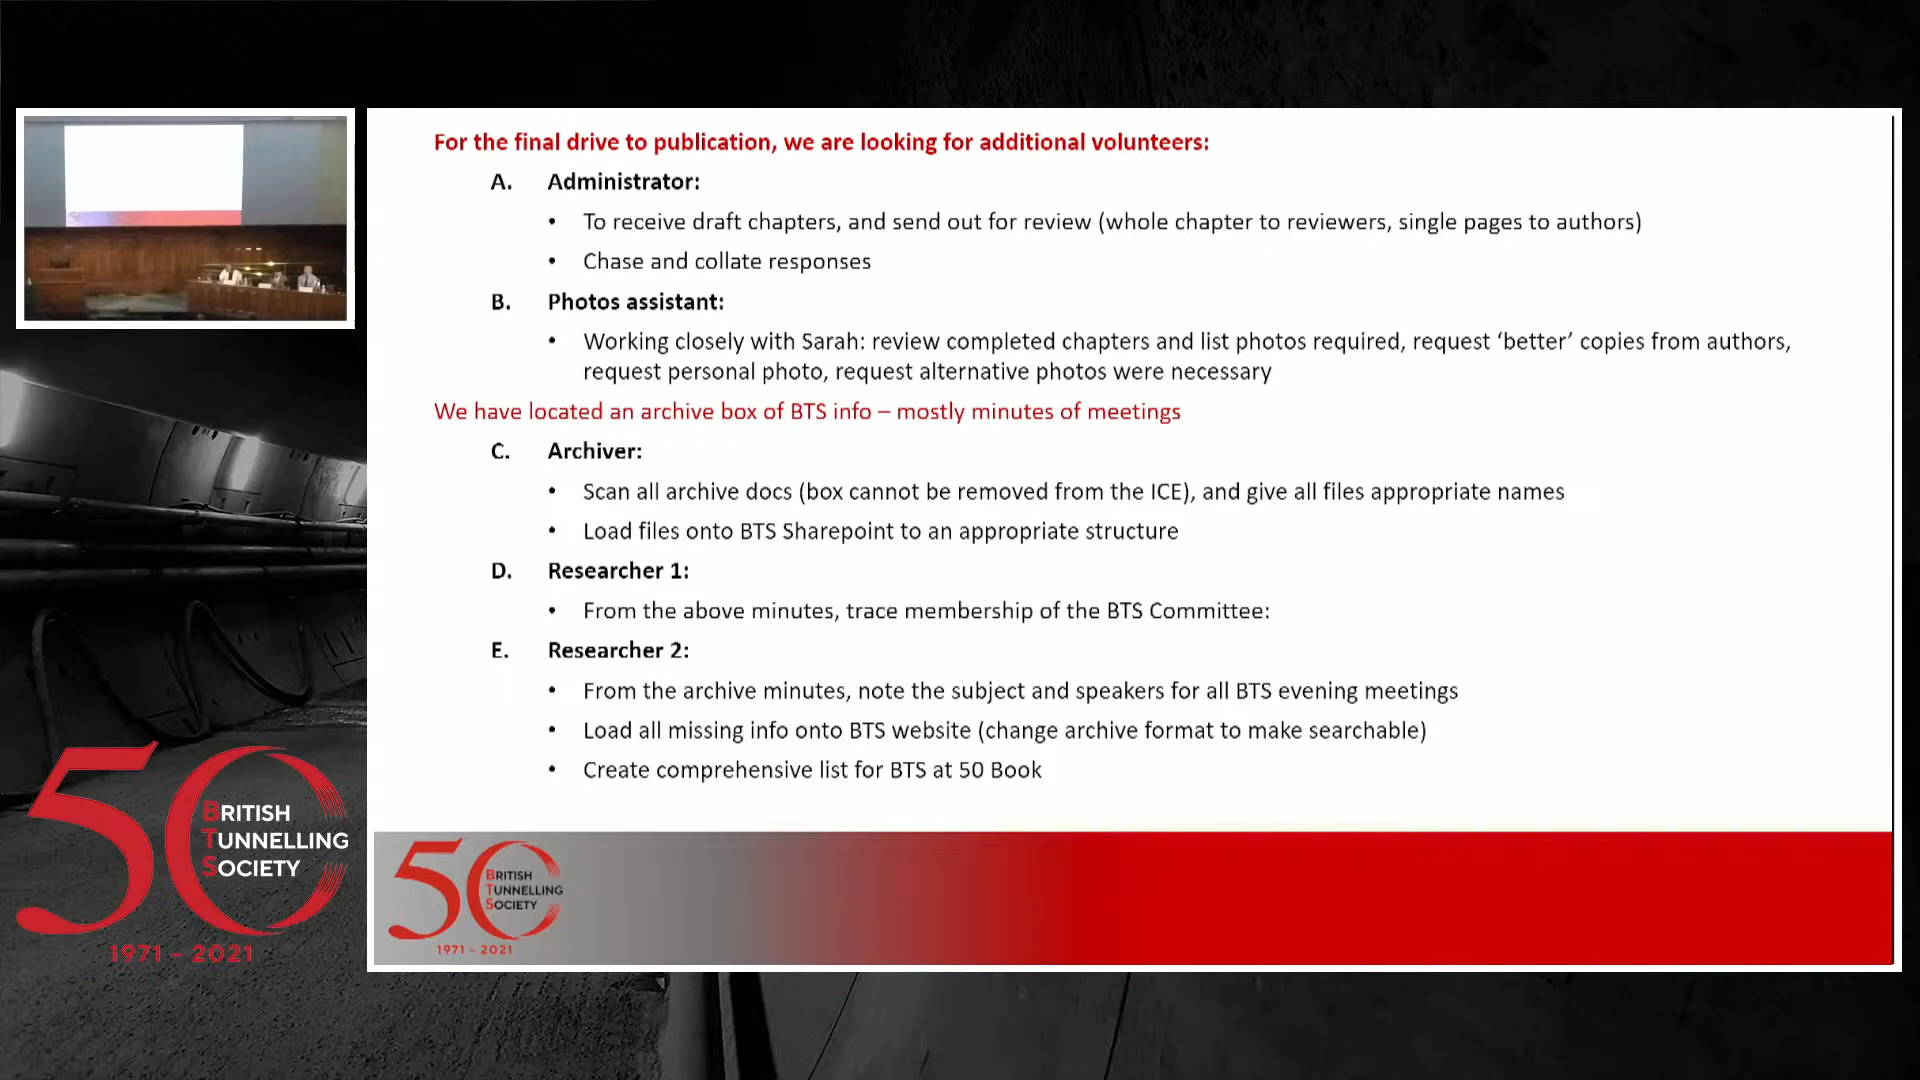 For the final drive to publication, we are looking for additional volunteers:
A. Administrator:
• To receive draft chapters, and send out for review (whole chapter to reviewers, single pages to authors)
• Chase and collate responses
B. Photos assistant:
• Working closely with Sarah: review completed chapters and list photos required, request ‘better’ copies from authors,
request personal photo, request alternative photos were necessary
We have located an archive box of BTS info – mostly minutes of meetings
C. Archiver:
• Scan all archive docs (box cannot be removed from the ICE), and give all files appropriate names
• Load files onto BTS Sharepoint to an appropriate structure
D. Researcher 1:
• From the above minutes, trace membership of the BTS Committee:
E. Researcher 2:
• From the archive minutes, note the subject and speakers for all BTS evening meetings
• Load all missing info onto BTS website (change archive format to make searchable)
• Create comprehensive list for BTS at 50 Book
50
BRITISH
TUNNELLING
SOCIETY
1971 - 2021
50
BRITISH
TUNNELLING
SOCIETY
1971 - 2021